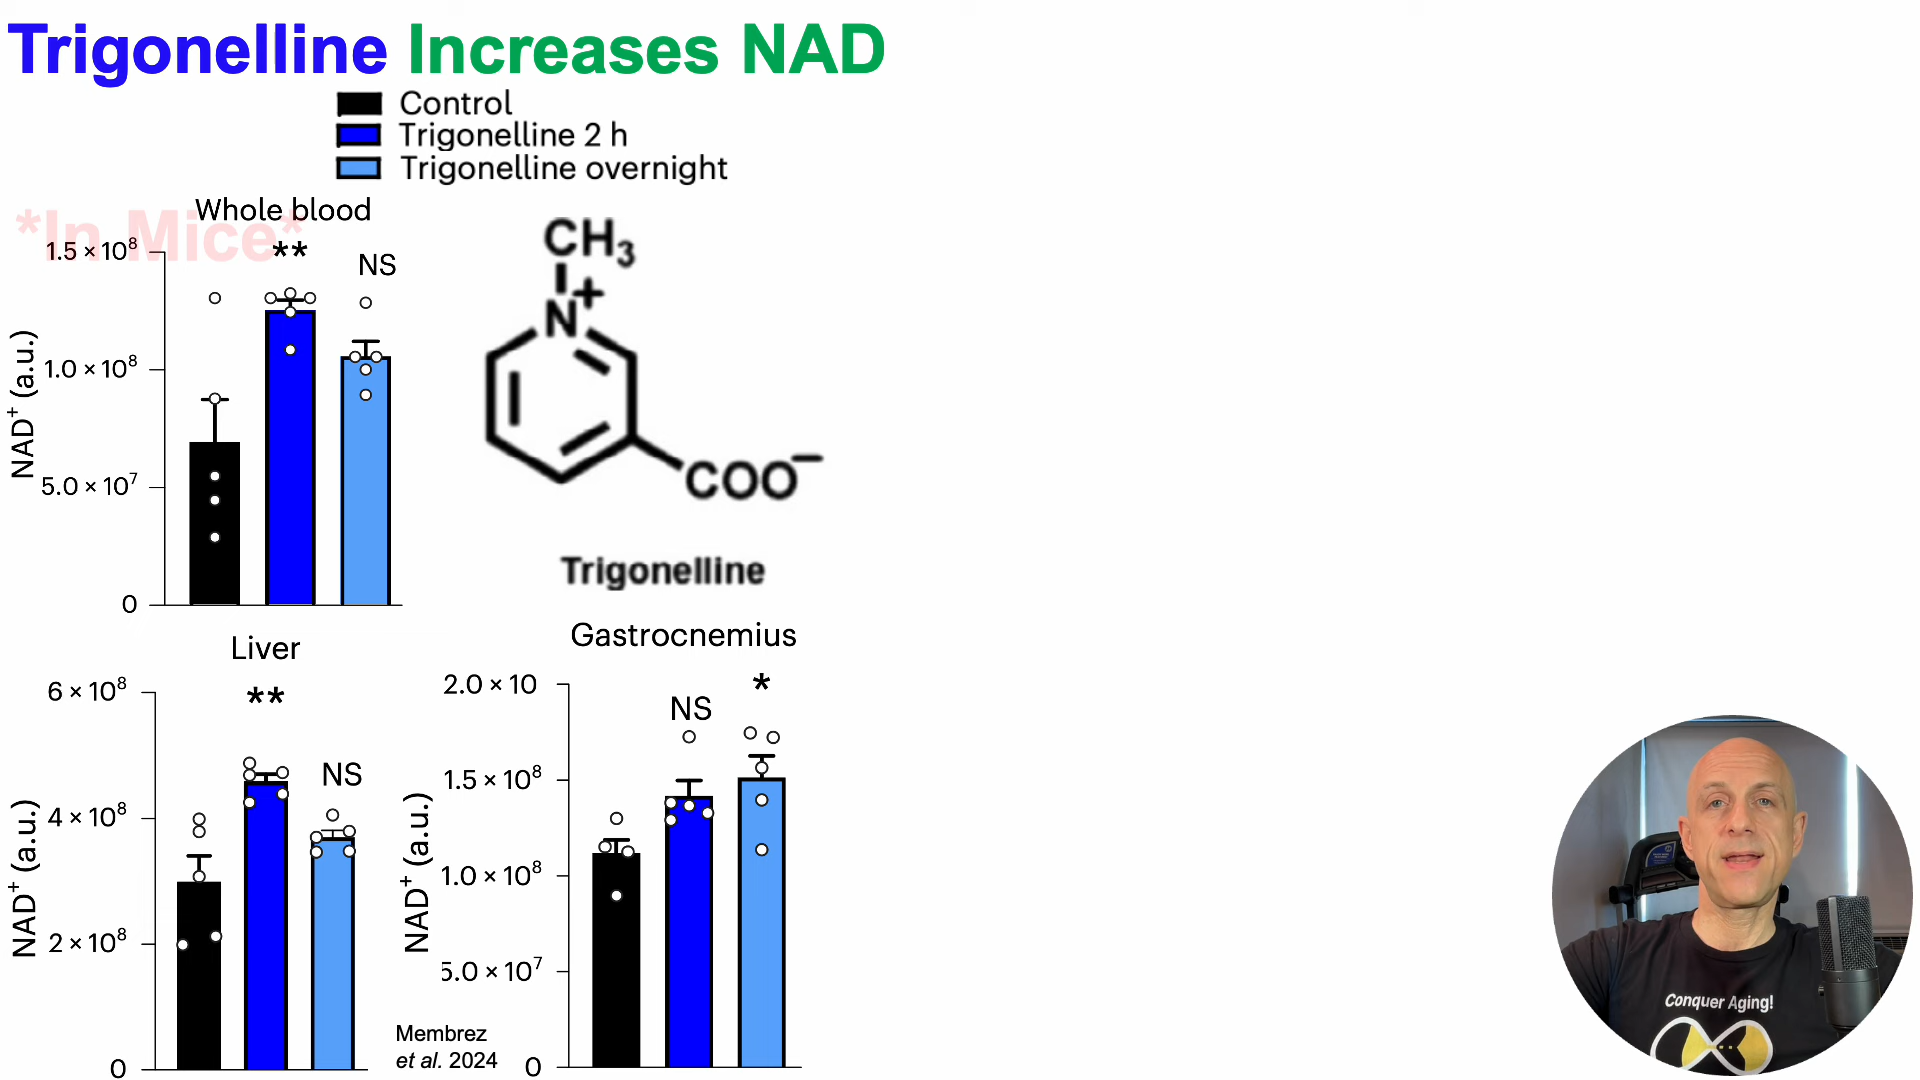 Trigonelline Increases NAD
Control
Trigonelline 2 h
Trigonelline overnight
*In Mice*
Whole blood
**
NS
1.5 × 10⁸
1.0 × 10⁸
5.0 × 10⁷
0
NAD⁺ (a.u.)
CH₃
N+
COO⁻
Trigonelline
Liver
**
NS
6 × 10⁸
4 × 10⁸
2 × 10⁸
0
NAD⁺ (a.u.)
Gastrocnemius
NS
*
2.0 × 10
1.5 × 10⁸
1.0 × 10⁸
5.0 × 10⁷
0
NAD⁺ (a.u.)
Membrez
et al. 2024
Conquer Aging!